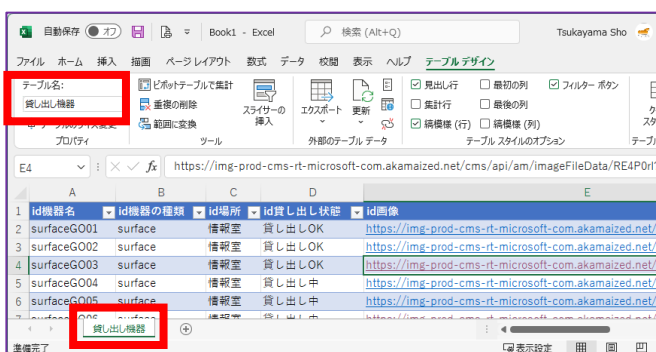 自動保存 オフ Book1 - Excel 検索 (Alt+Q) Tsukayama Sho
ファイル ホーム 挿入 描画 ページ レイアウト 数式 データ 校閲 表示 ヘルプ テーブル デザイン
テーブル名:
貸し出し機器
ピボットテーブルで集計
重複の削除
範囲に変換
スライサーの
挿入
エクスポート 更新
見出し行 最初の列 フィルター ボタン
集計行 最後の列
縞模様 (行) 縞模様 (列)
プロパティ ツール 外部のテーブル データ テーブル スタイルのオプション
E4 fx https://img-prod-cms-rt-microsoft-com.akamaized.net/cms/api/am/imageFileData/RE4P0rI
A B C D E
1 id機器名 id機器の種類 id場所 id貸し出し状態 id画像
2 surfaceGO01 surface 情報室 貸し出しOK https://img-prod-cms-rt-microsoft-com.akamaized.net/
3 surfaceGO02 surface 情報室 貸し出しOK https://img-prod-cms-rt-microsoft-com.akamaized.net/
4 surfaceGO03 surface 情報室 貸し出しOK https://img-prod-cms-rt-microsoft-com.akamaized.net/
5 surfaceGO04 surface 情報室 貸し出し中 https://img-prod-cms-rt-microsoft-com.akamaized.net/
6 surfaceGO05 surface 情報室 貸し出し中 https://img-prod-cms-rt-microsoft-com.akamaized.net/
貸し出し機器
準備完了 表示設定